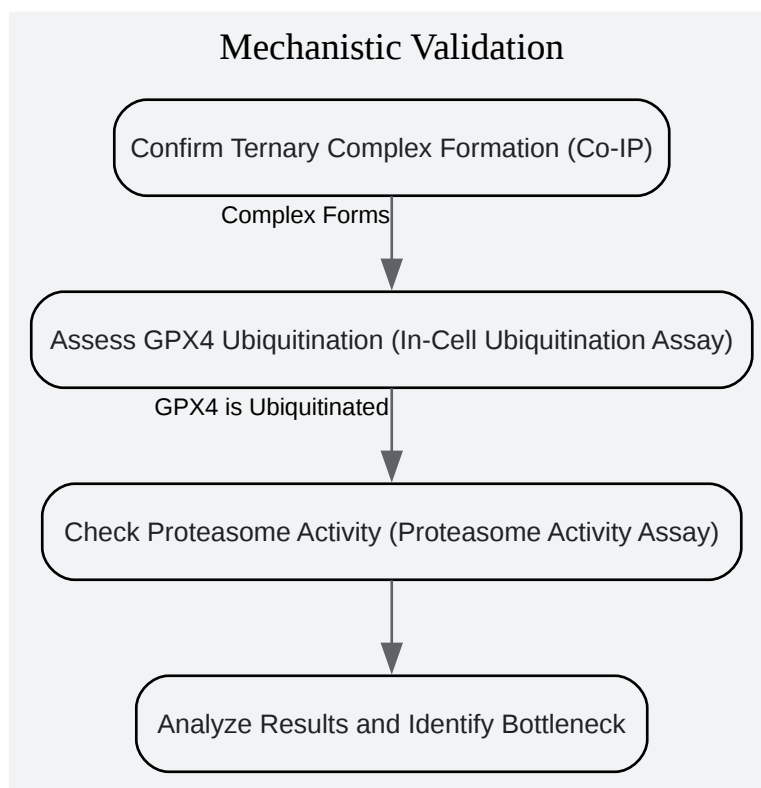 Mechanistic Validation
Confirm Ternary Complex Formation (Co-IP)
Complex Forms
Assess GPX4 Ubiquitination (In-Cell Ubiquitination Assay)
GPX4 is Ubiquitinated
Check Proteasome Activity (Proteasome Activity Assay)
Analyze Results and Identify Bottleneck